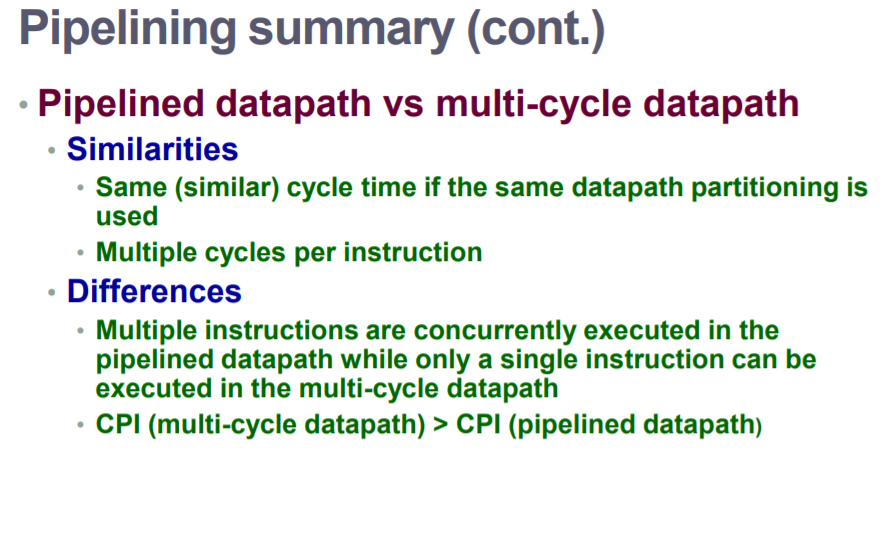 Pipelining summary (cont.)
• Pipelined datapath vs multi-cycle datapath
• Similarities
• Same (similar) cycle time if the same datapath partitioning is
used
• Multiple cycles per instruction
• Differences
• Multiple instructions are concurrently executed in the
pipelined datapath while only a single instruction can be
executed in the multi-cycle datapath
• CPI (multi-cycle datapath) > CPI (pipelined datapath)